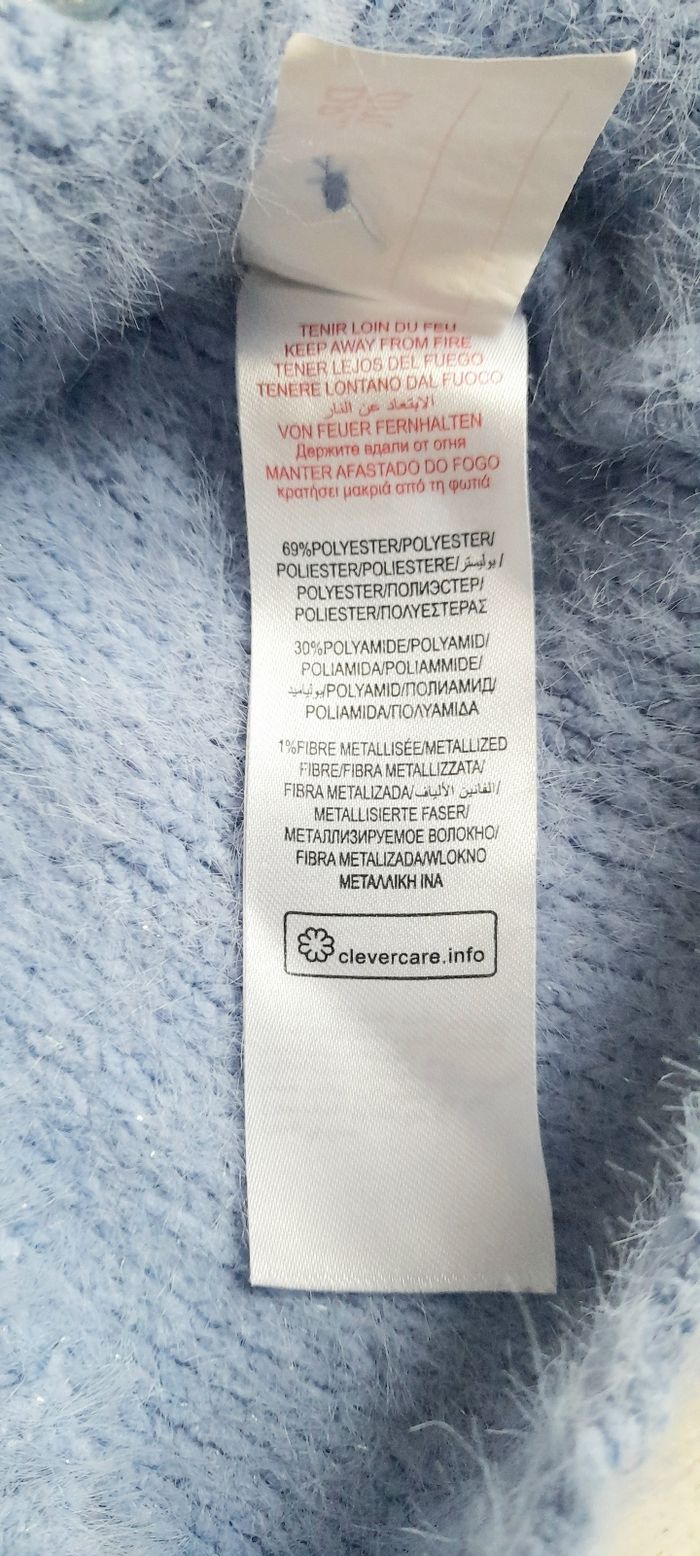 TENIR LOIN DU FEU
KEEP AWAY FROM FIRE
TENER LEJOS DEL FUEGO
TENERE LONTANO DAL FUOCO
الابتعاد عن النار
VON FEUER FERNHALTEN
Держите вдали от огня
MANTER AFASTADO DO FOGO
κρατήσει μακριά από τη φωτιά
69%POLYESTER/POLYESTER/
POLIESTER/POLIESTERE/بوليستر/
POLYESTER/ПОЛИЭСТЕР/
POLIESTER/ΠΟΛΥΕΣΤΕΡΑΣ
30%POLYAMIDE/POLYAMID/
POLIAMIDA/POLIAMMIDE/
بولياميد/POLYAMID/ПОЛИАМИД/
POLIAMIDA/ΠΟΛΥΑΜΙΔΑ
1%FIBRE METALLISÉE/METALLIZED
FIBRE/FIBRA METALLIZZATA/
FIBRA METALIZADA/الألياف/
METALLISIERTE FASER/
МЕТАЛЛИЗИРУЕМОЕ ВОЛОКНО/
FIBRA METALIZADA/WLOKNO
ΜΕΤΑΛΛΙΚΗ ΙΝΑ
clevercare.info